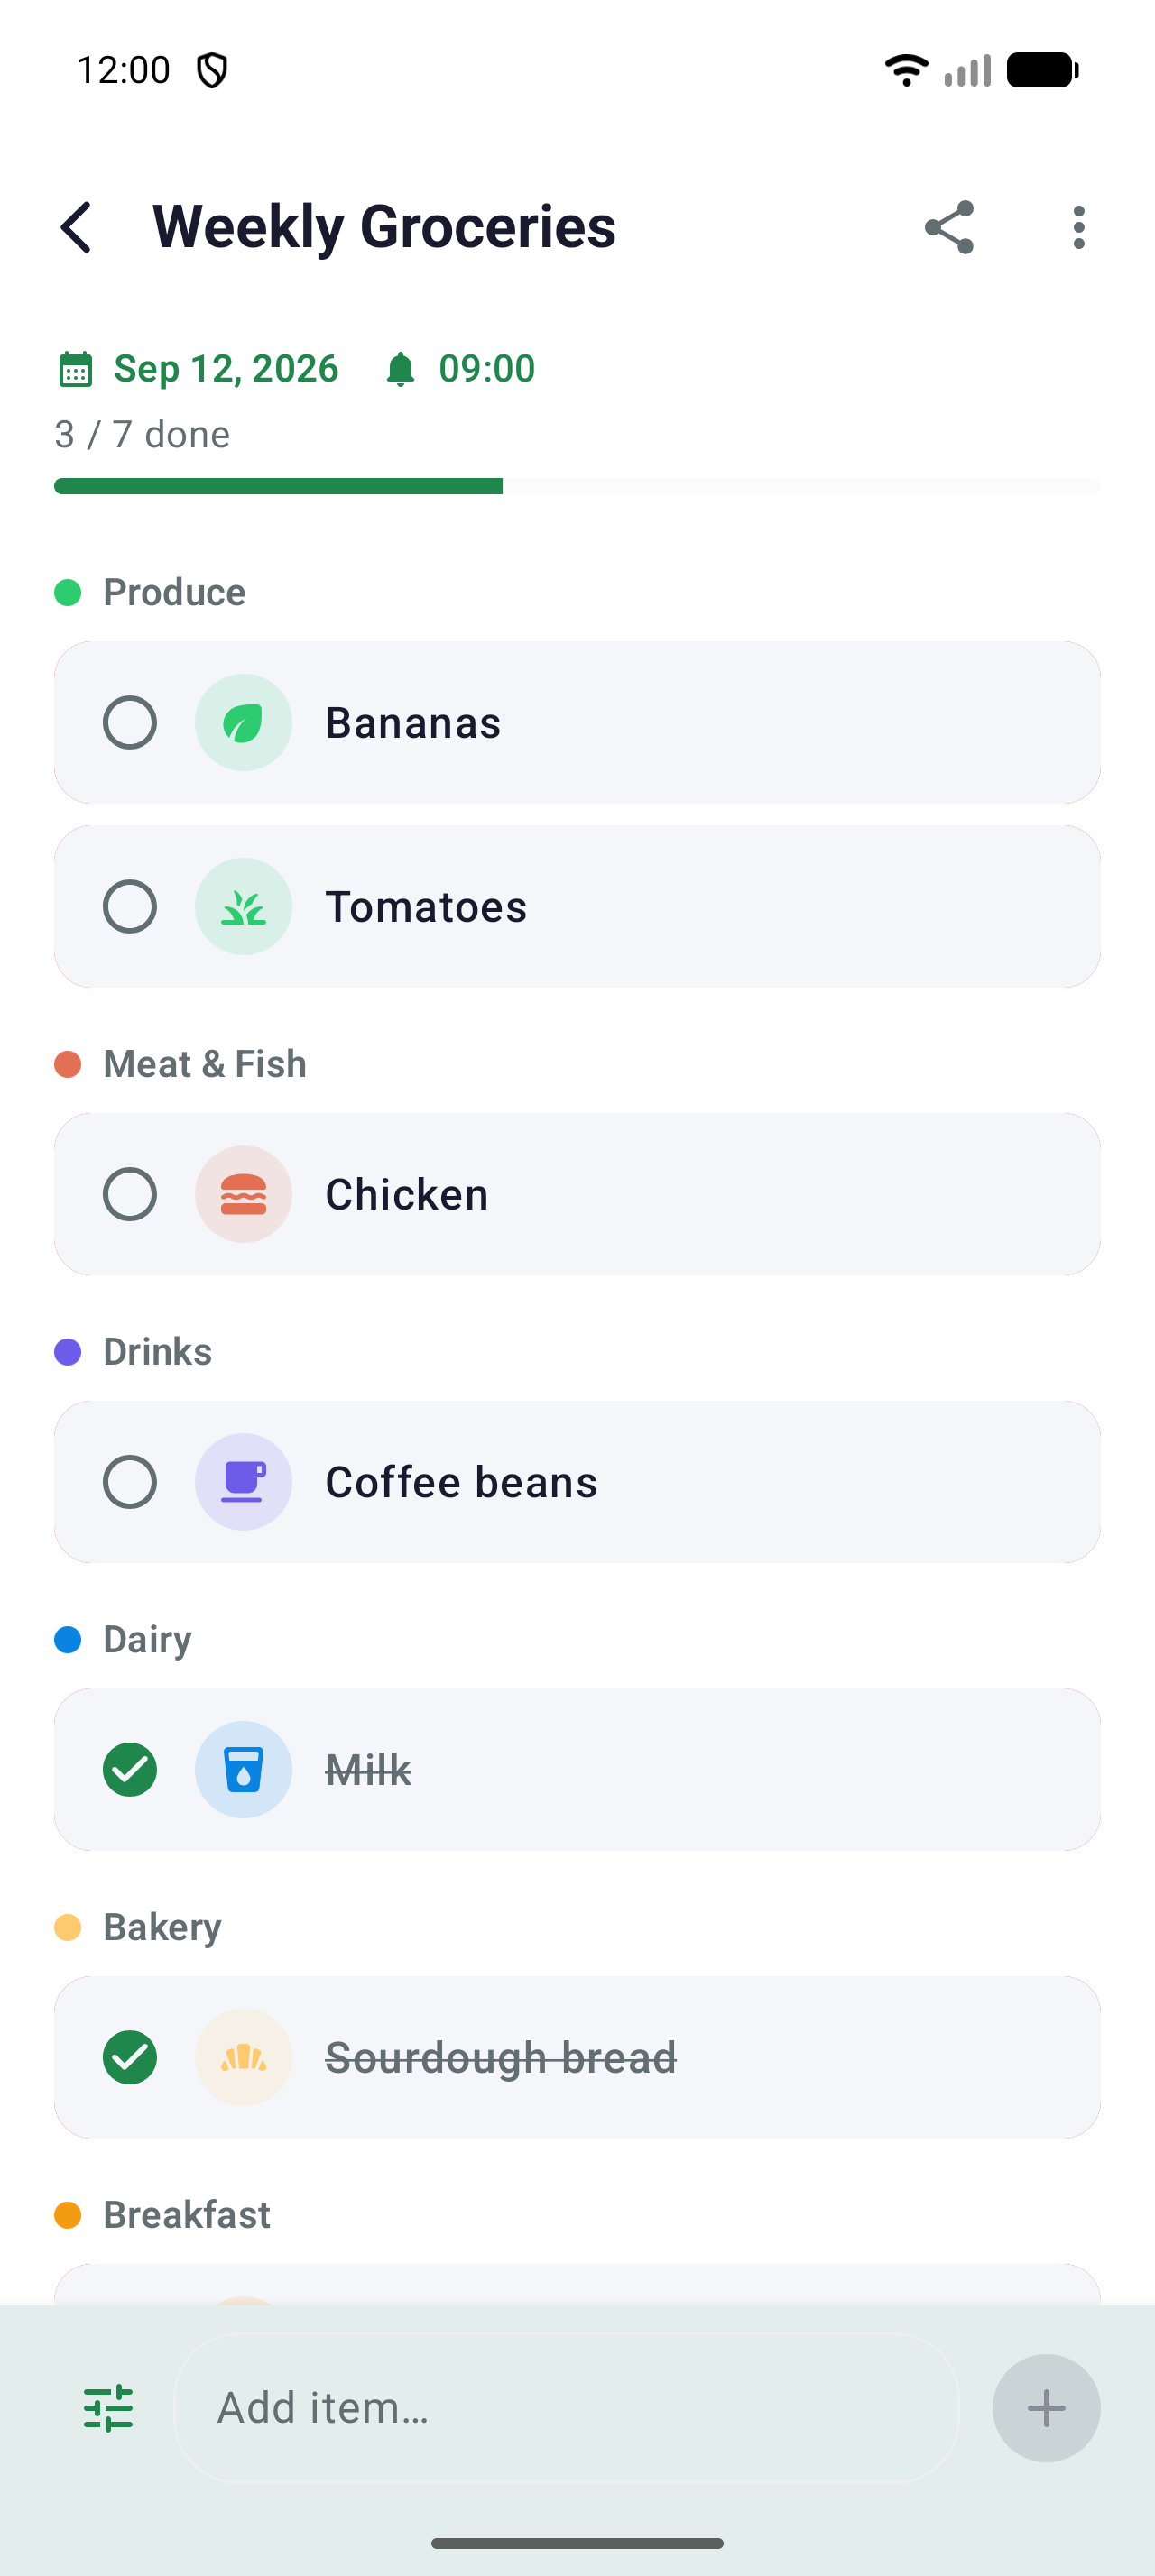 12:00
Weekly Groceries
Sep 12, 2026 09:00
3 / 7 done
Produce
Bananas
Tomatoes
Meat & Fish
Chicken
Drinks
Coffee beans
Dairy
Milk
Bakery
Sourdough bread
Breakfast
Add item…